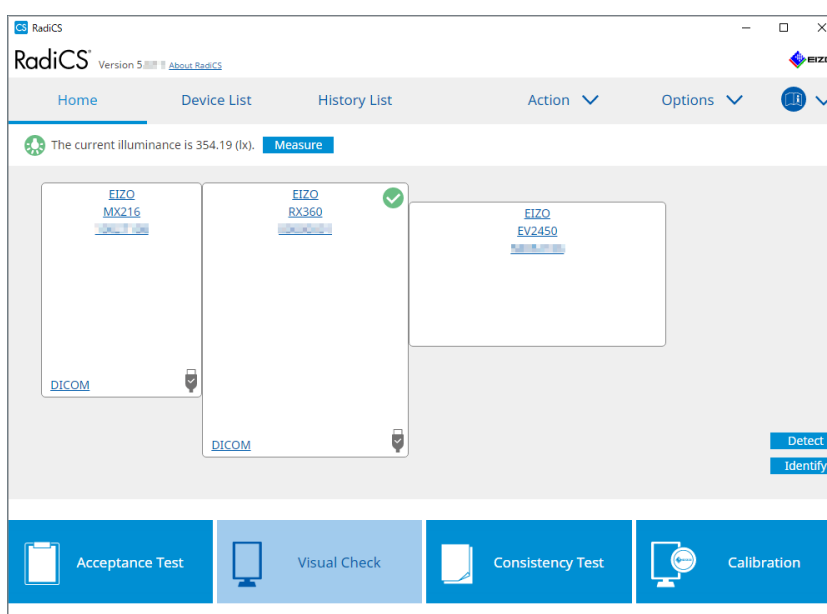 CS RadiCS
RadiCS Version 5 About RadiCS
EIZO
Home Device List History List Action Options
The current illuminance is 354.19 (lx). Measure
EIZO
MX216
DICOM
EIZO
RX360
DICOM
EIZO
EV2450
Detect
Identify
Acceptance Test Visual Check Consistency Test Calibration